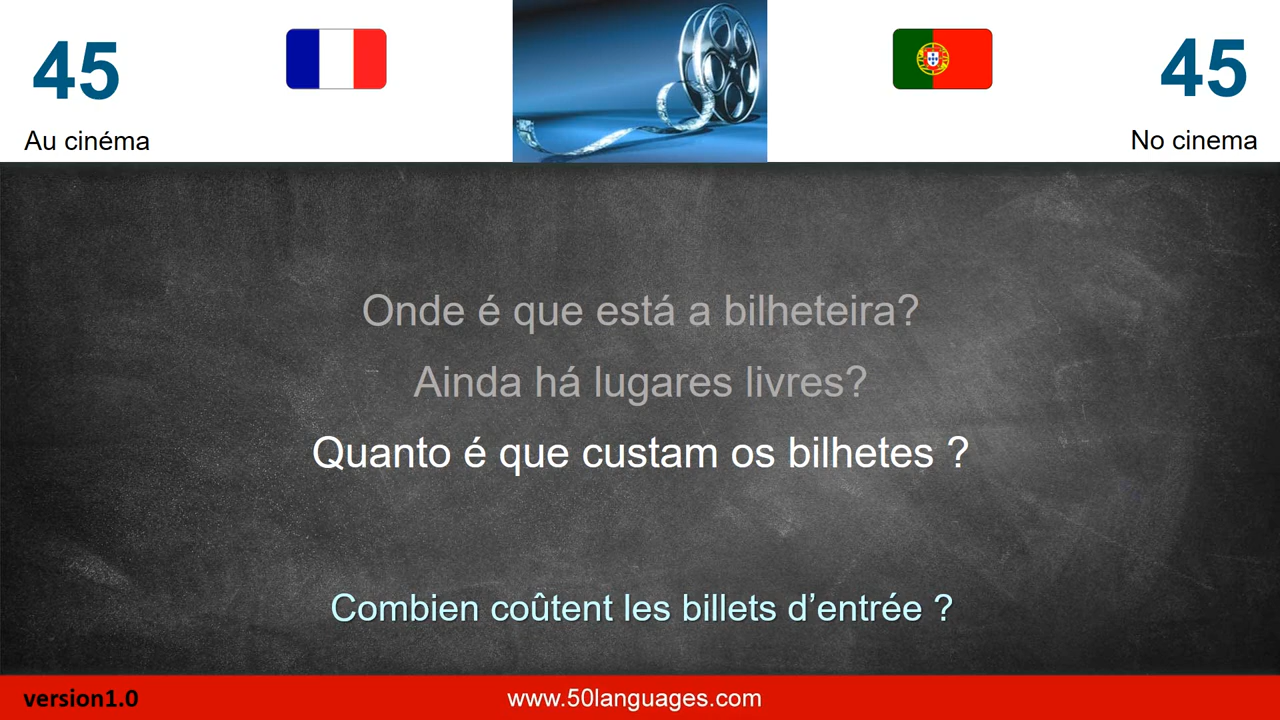 45
45
Au cinéma
No cinema
Onde é que está a bilheteira?
Ainda há lugares livres?
Quanto é que custam os bilhetes ?
Combien coûtent les billets d’entrée ?
version1.0
www.50languages.com